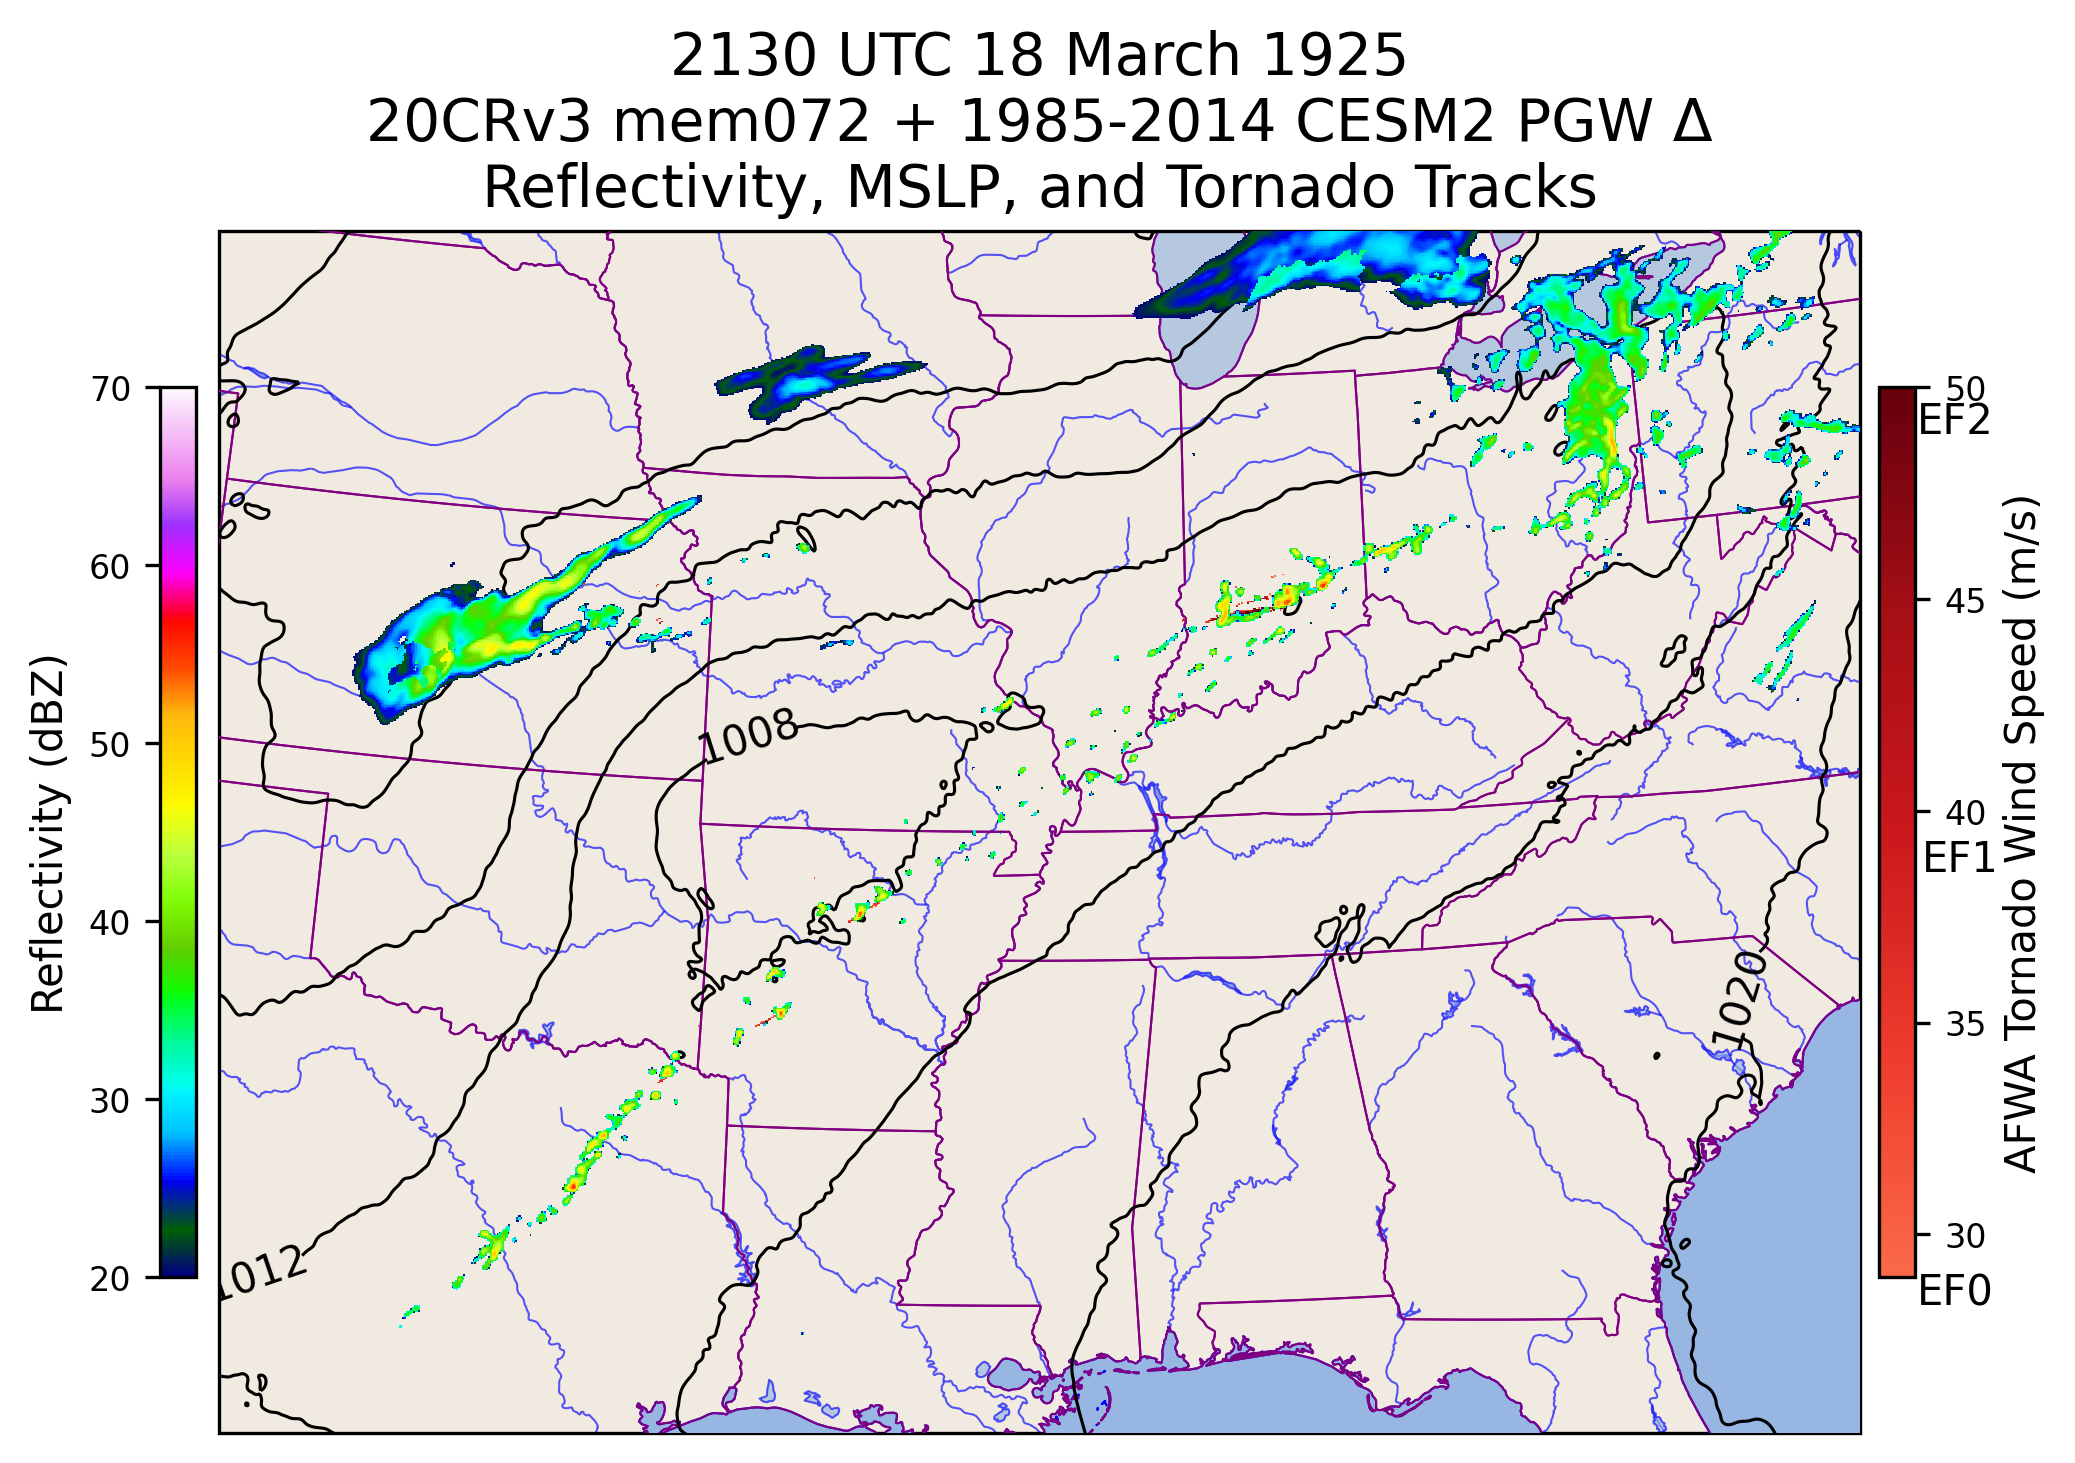 2130 UTC 18 March 1925
20CRv3 mem072 + 1985-2014 CESM2 PGW Δ
Reflectivity, MSLP, and Tornado Tracks
70
60
50
40
30
20
Reflectivity (dBZ)
1008
1012
1020
50
EF2
45
40
EF1
35
30
EF0
AFWA Tornado Wind Speed (m/s)